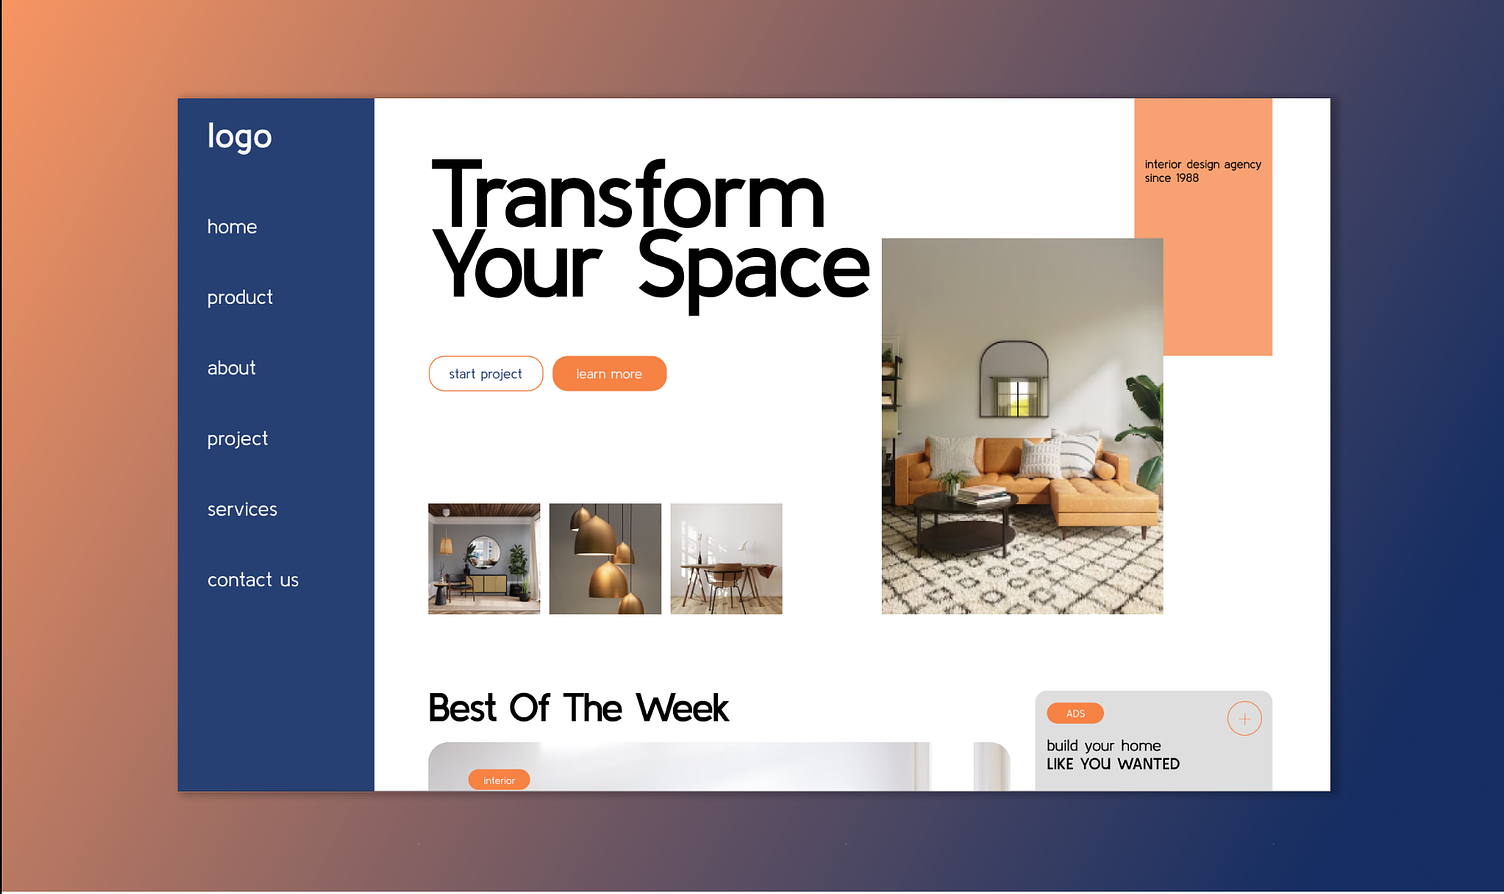 logo
home
product
about
project
services
contact us
Transform
Your Space
start project
learn more
interior design agency
since 1988
Best Of The Week
interior
ADS
build your home
LIKE YOU WANTED